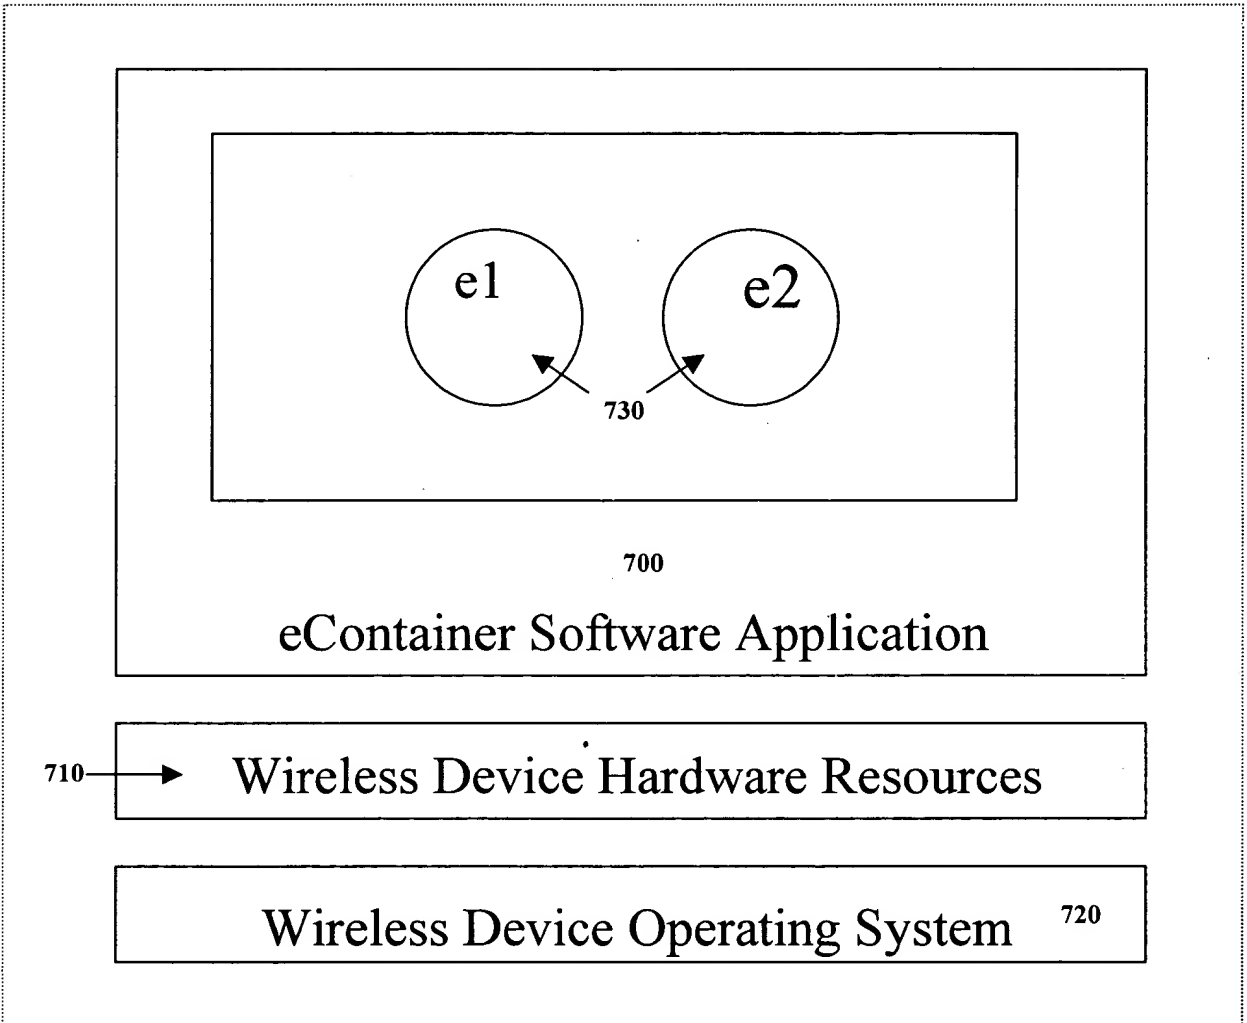 e1
e2
730
700
eContainer Software Application
710
Wireless Device Hardware Resources
Wireless Device Operating System 720